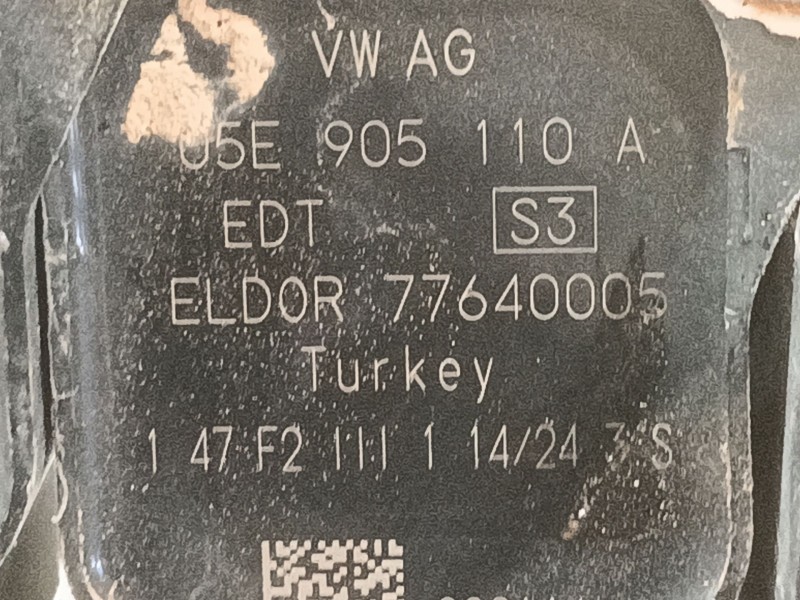 VW AG
05E 905 110 A
EDT S3
ELDOR 77640005
Turkey
1 47 F2 111 1 14/24 3 S